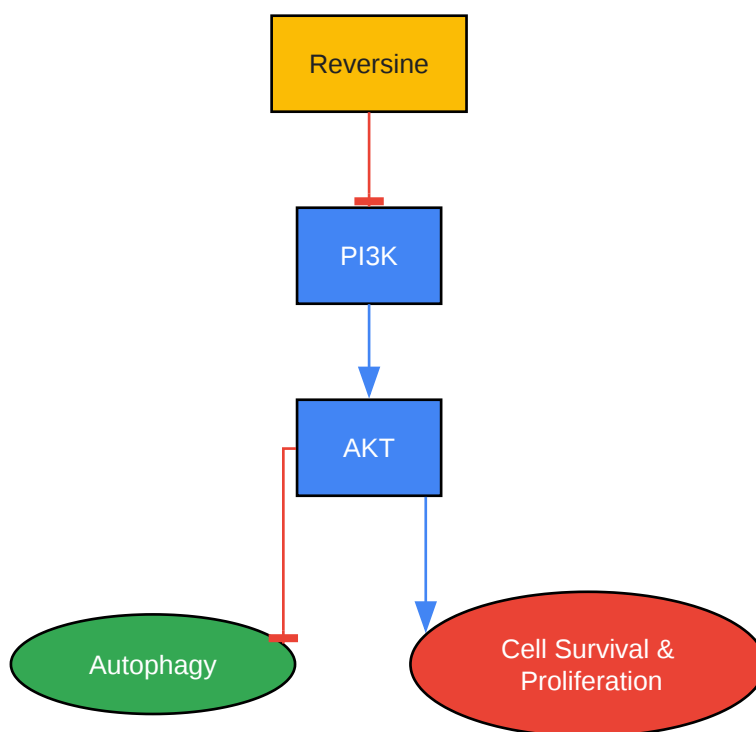 Reversine
PI3K
AKT
Autophagy
Cell Survival &
Proliferation